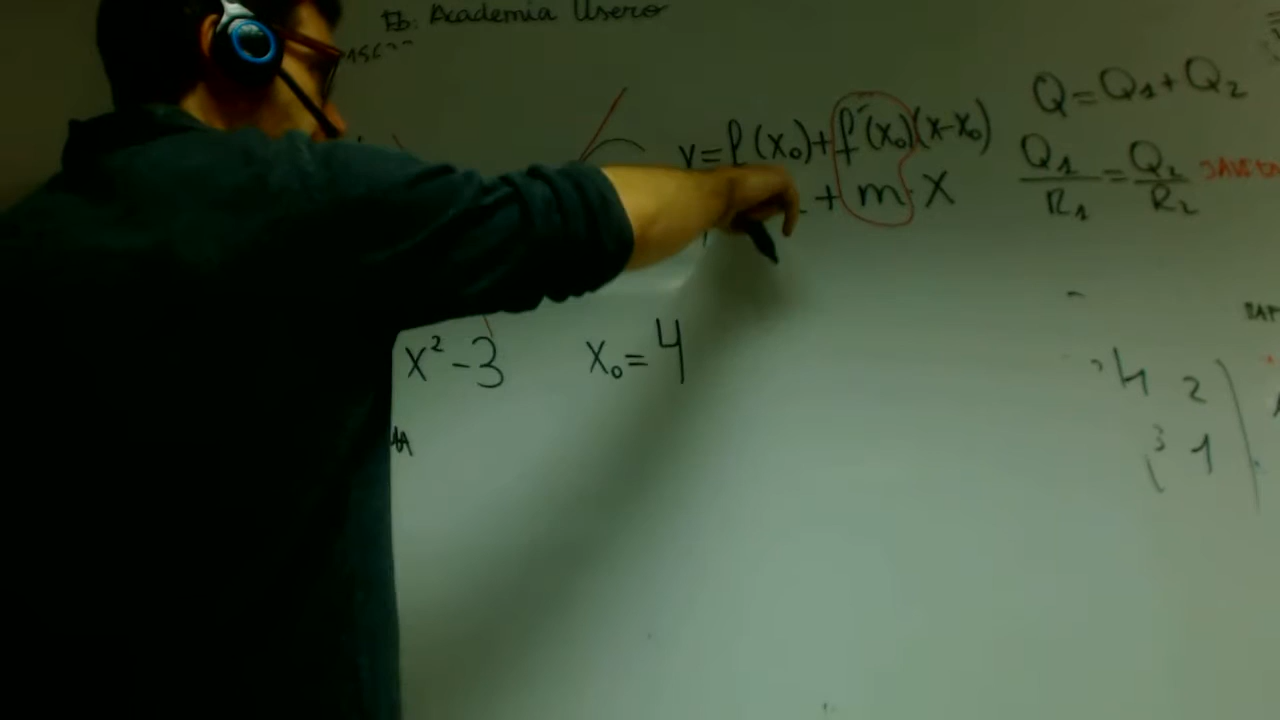 Fb: Academia Usero
y=f(x₀)+f'(x₀)(x-x₀)
+ m x
x²-3
x₀=4
Q=Q₁+Q₂
Q₁/R₁=Q₂/R₂
4 2
3 1